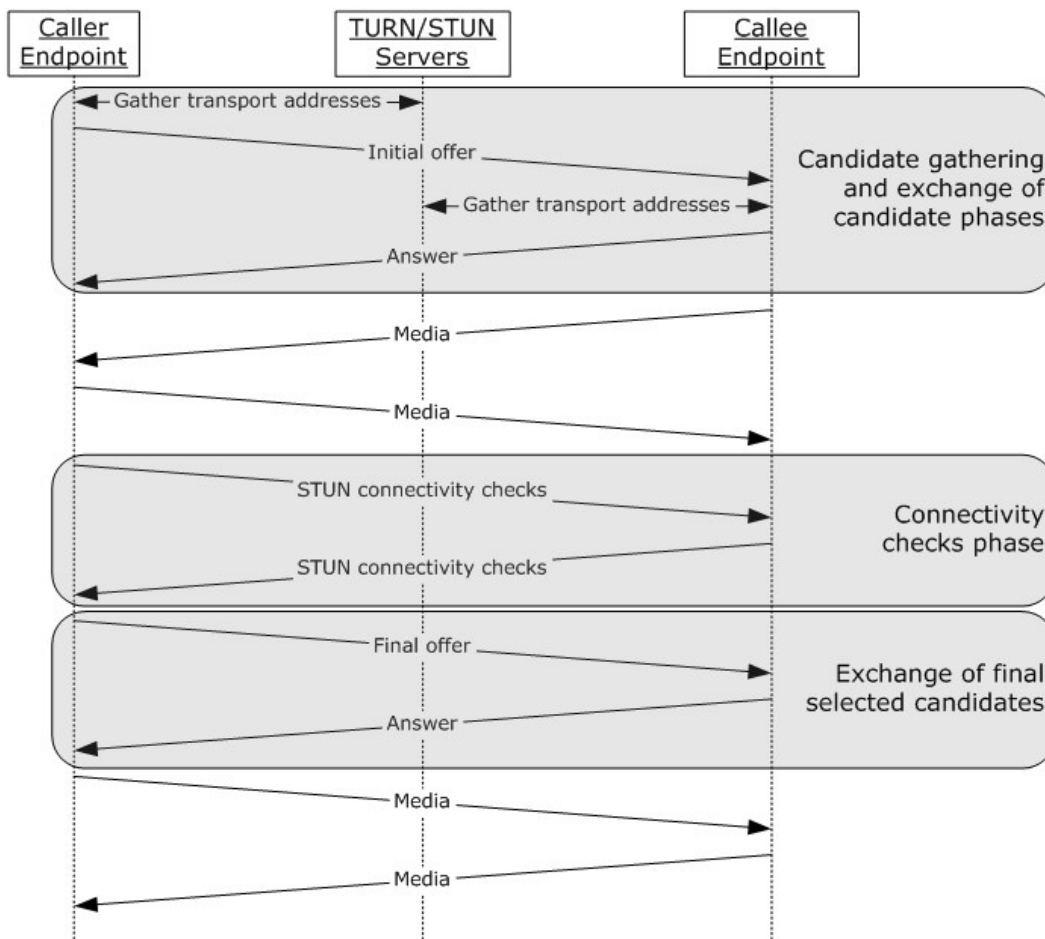 Caller
Endpoint
TURN/STUN
Servers
Callee
Endpoint
Gather transport addresses
Initial offer
Candidate gathering
and exchange of
candidate phases
Gather transport addresses
Answer
Media
Media
STUN connectivity checks
Connectivity
checks phase
STUN connectivity checks
Final offer
Exchange of final
selected candidates
Answer
Media
Media